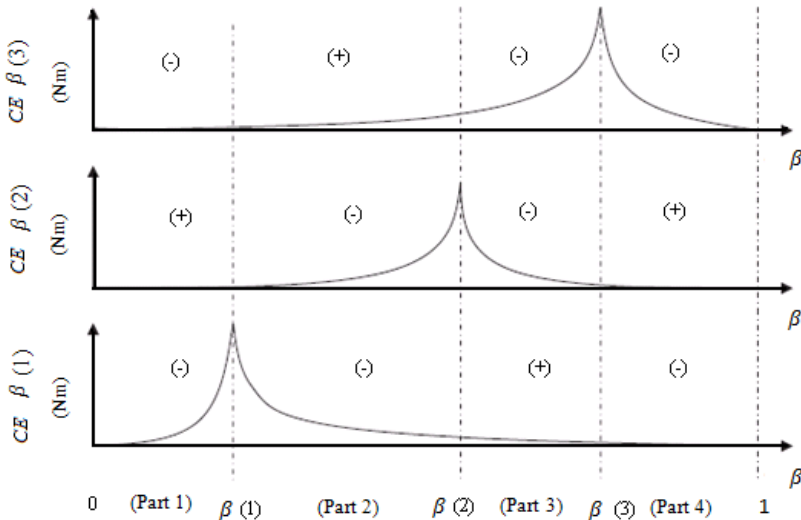 CE β (3)
(Nm)
(-) (+) (-) (-)
β
CE β (2)
(Nm)
(+) (-) (-) (+)
β
CE β (1)
(Nm)
(-) (-) (+) (-)
β
0 (Part 1) β (1) (Part 2) β (2) (Part 3) β (3) (Part 4) 1